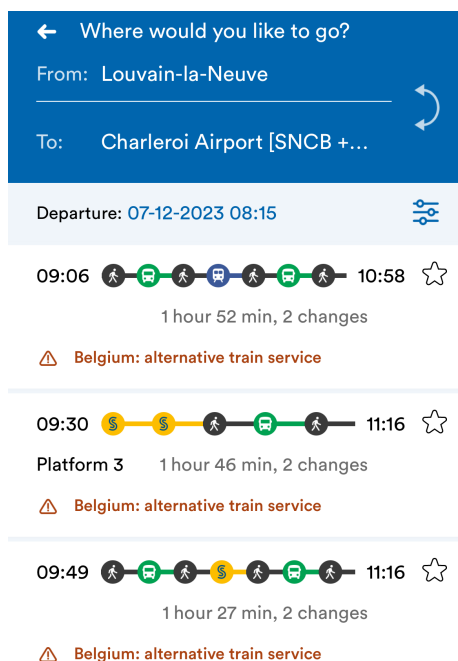 Where would you like to go?
From: Louvain-la-Neuve
To: Charleroi Airport [SNCB +...
Departure: 07-12-2023 08:15
09:06 10:58
1 hour 52 min, 2 changes
Belgium: alternative train service
09:30 S S 11:16
Platform 3 1 hour 46 min, 2 changes
Belgium: alternative train service
09:49 S 11:16
1 hour 27 min, 2 changes
Belgium: alternative train service